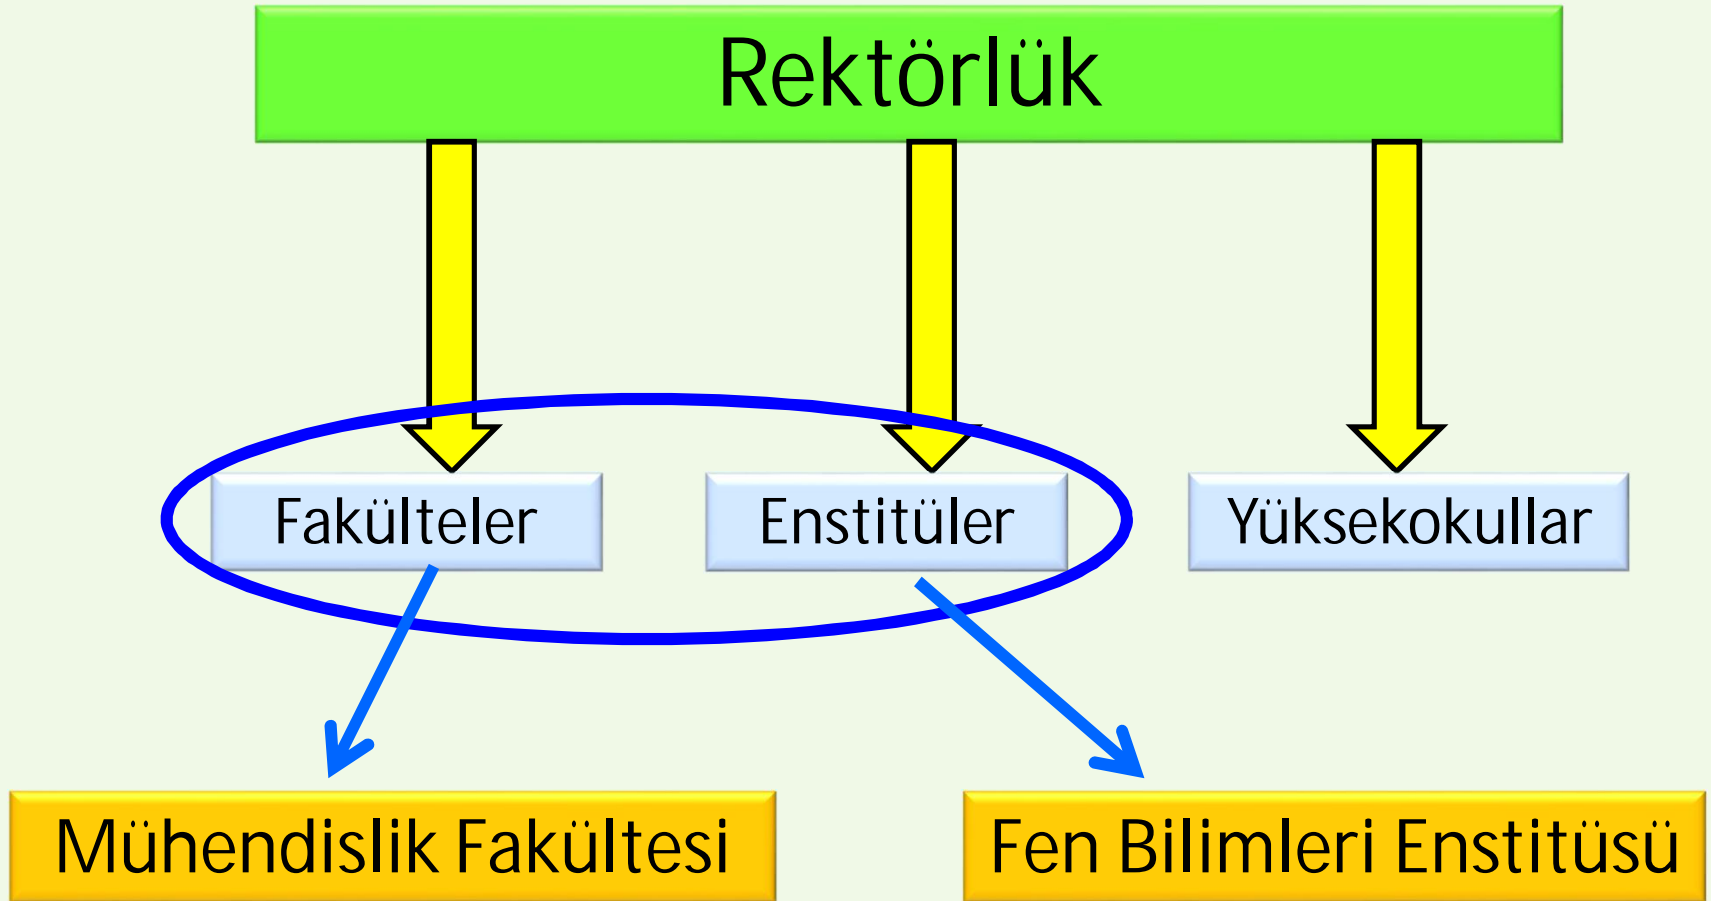 Rektörlük
Fakülteler
Enstitüler
Yüksekokullar
Mühendislik Fakültesi
Fen Bilimleri Enstitüsü